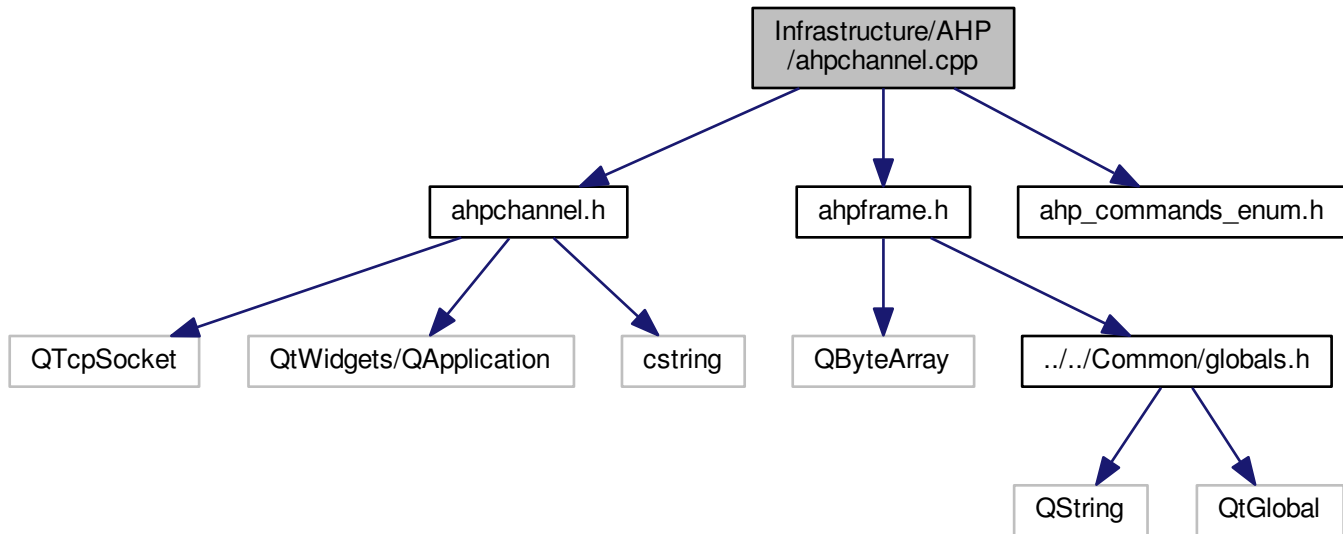 Infrastructure/AHP
/ahpchannel.cpp
ahpchannel.h
ahpframe.h
ahp_commands_enum.h
QTcpSocket
QtWidgets/QApplication
cstring
QByteArray
../../Common/globals.h
QString
QtGlobal